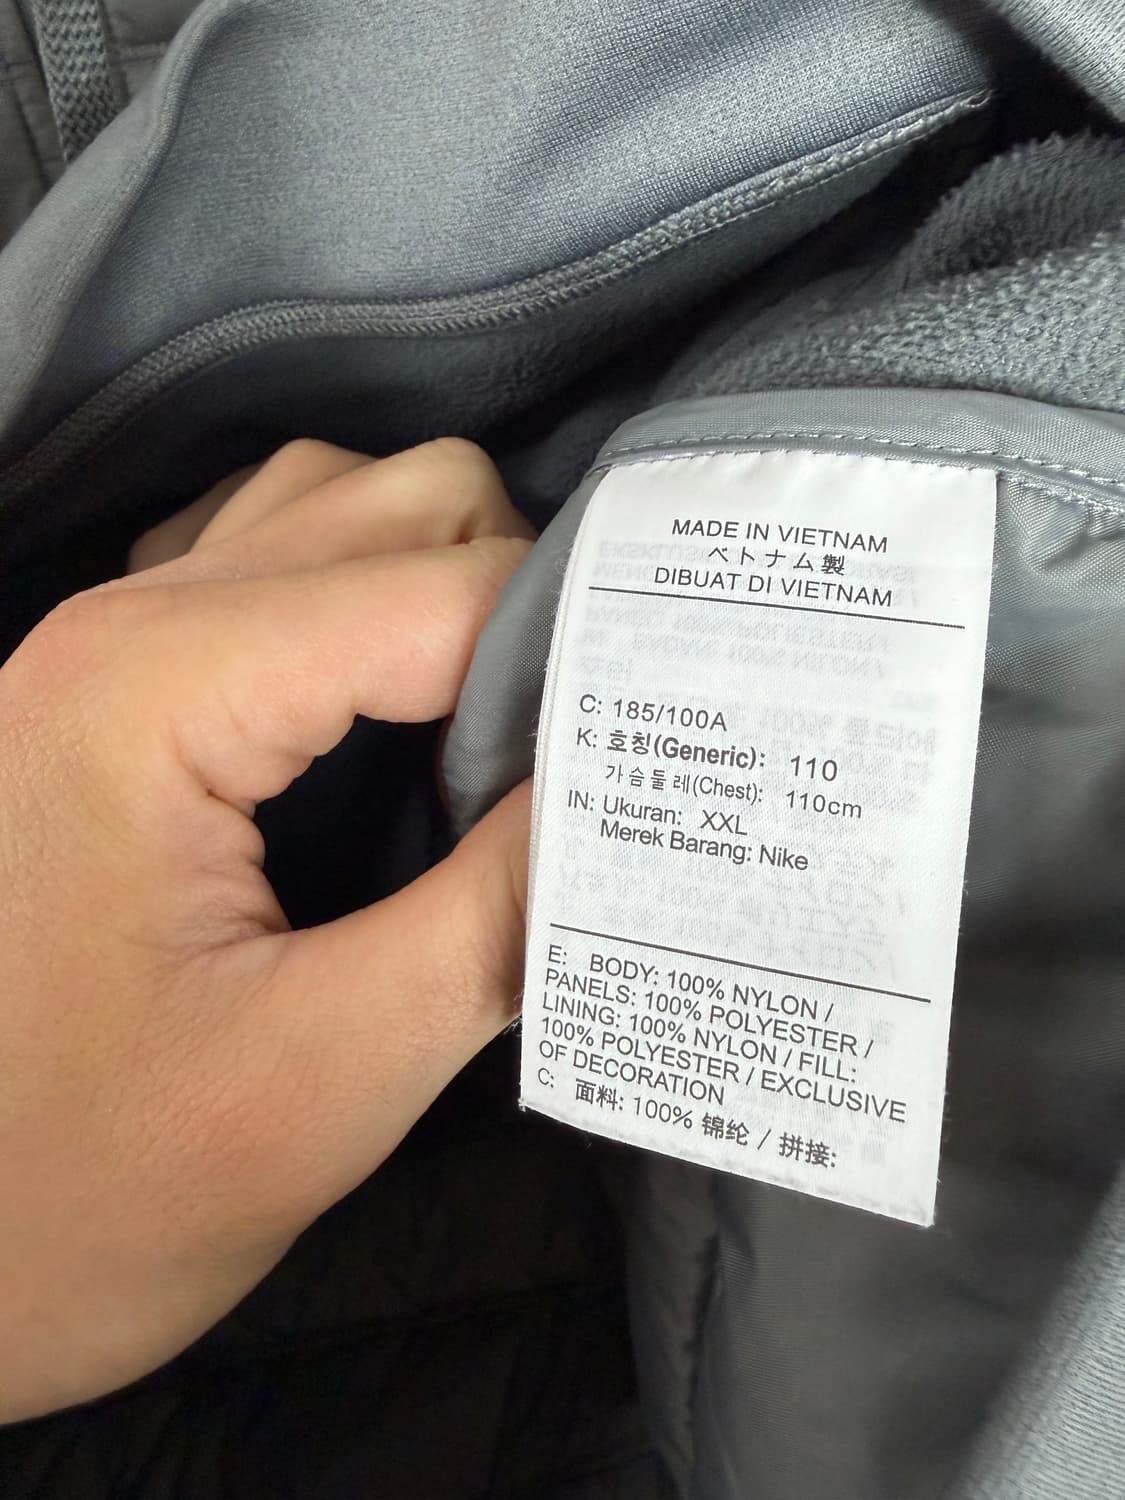 MADE IN VIETNAM
ベトナム製
DIBUAT DI VIETNAM
C: 185/100A
K: 호칭(Generic): 110
가슴둘레(Chest): 110cm
IN: Ukuran: XXL
Merek Barang: Nike
E: BODY: 100% NYLON /
PANELS: 100% POLYESTER /
LINING: 100% NYLON / FILL:
100% POLYESTER / EXCLUSIVE
OF DECORATION
C: 面料: 100% 锦纶 / 拼接: